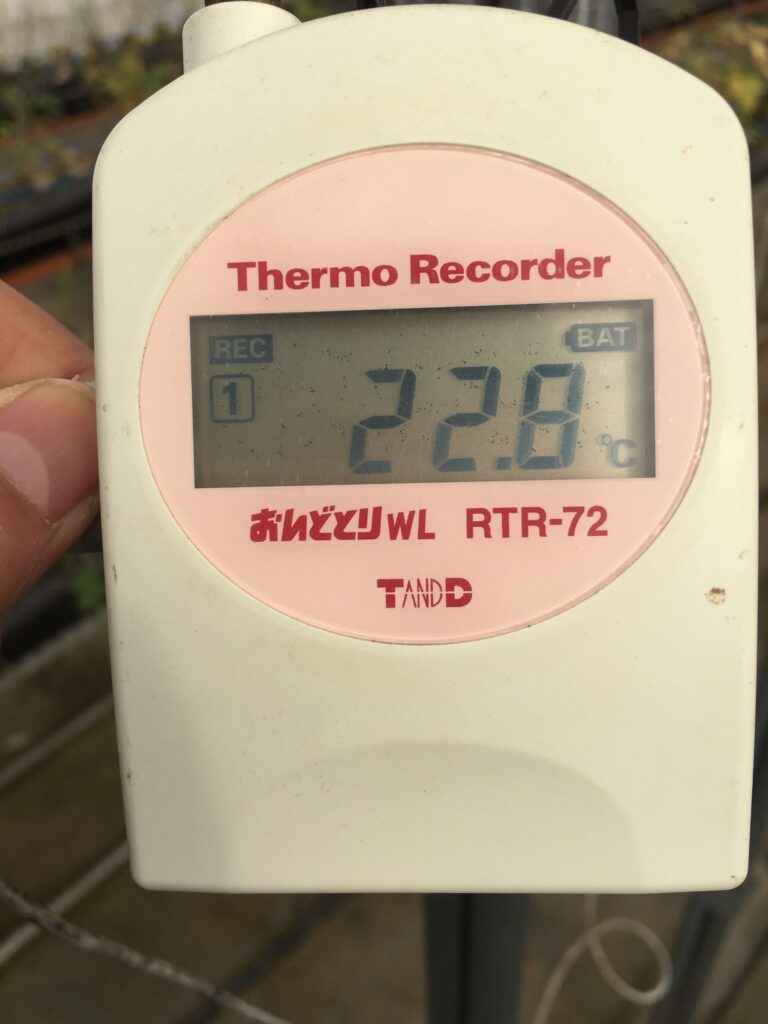 Thermo Recorder
REC
BAT
1
22.8 °C
おんどとりWL RTR-72
TANDD